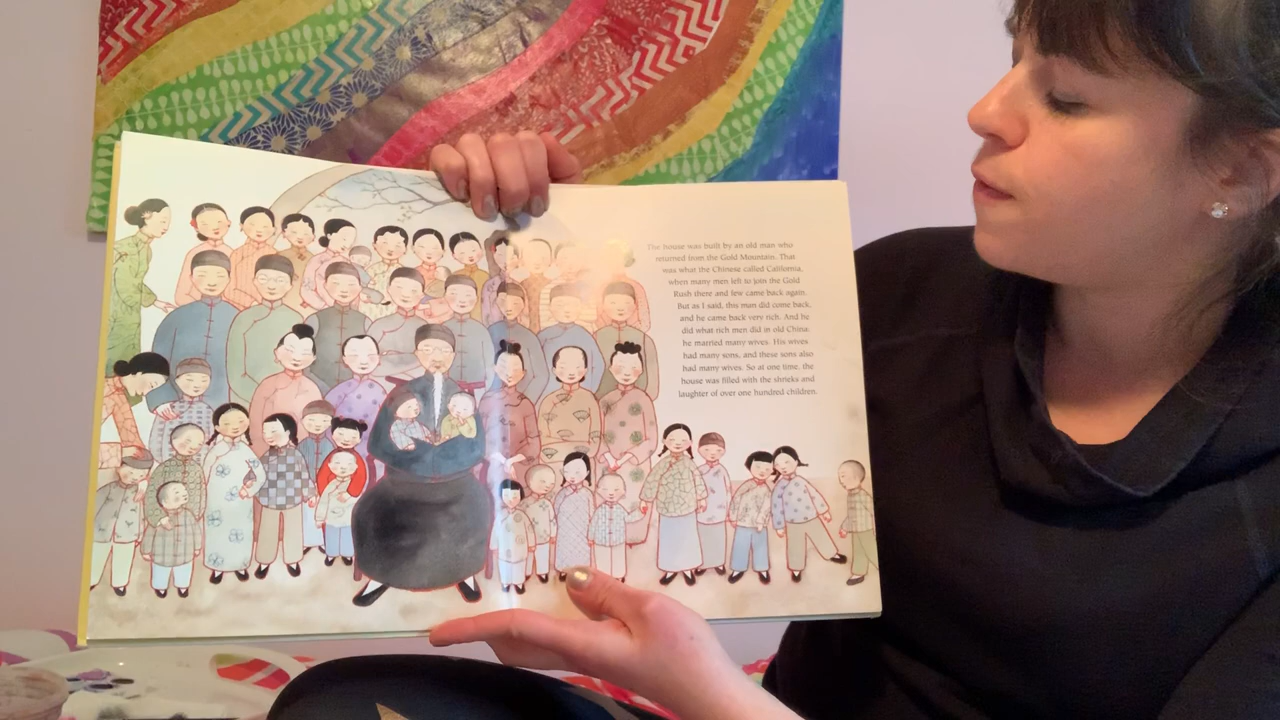 The house was built by an old man who
returned from the Gold Mountain. That
was what the Chinese called California,
when many men left to join the Gold
Rush there and few came back again.
But as I said, this man did come back,
and he came back very rich. And he
did what rich men did in old China:
he married many wives. His wives
had many sons, and these sons also
had many wives. So at one time, the
house was filled with the shrieks and
laughter of over one hundred children.